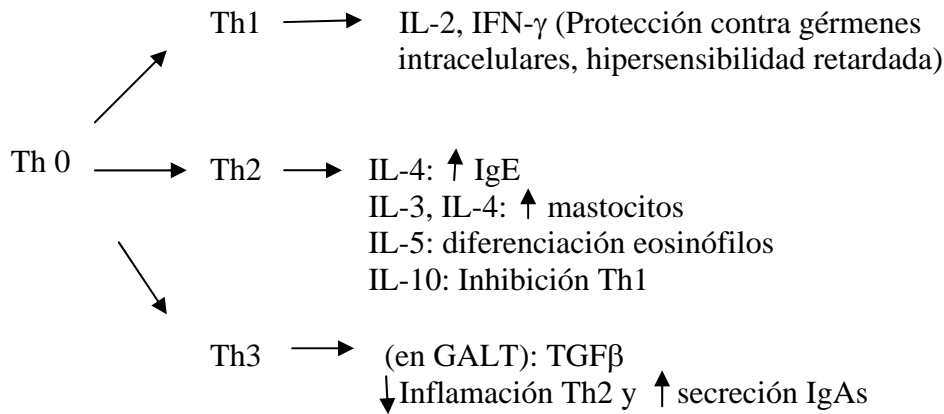 Th1 IL-2, IFN-γ (Protección contra gérmenes
intracelulares, hipersensibilidad retardada)
Th 0 Th2 IL-4: ↑ IgE
IL-3, IL-4: ↑ mastocitos
IL-5: diferenciación eosinófilos
IL-10: Inhibición Th1
Th3 (en GALT): TGFβ
↓Inflamación Th2 y ↑ secreción IgAs